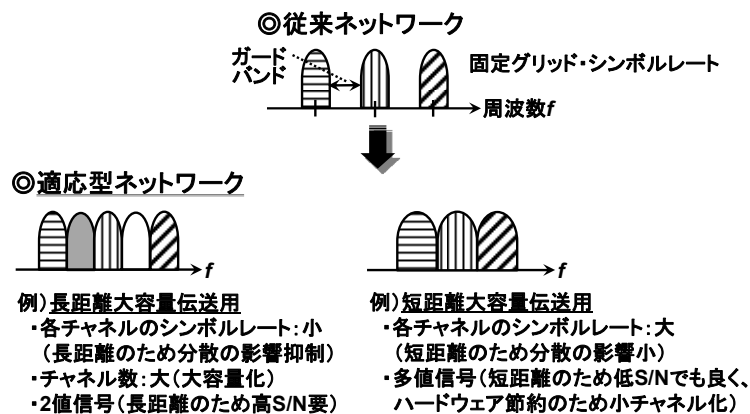 ◎従来ネットワーク
ガード
バンド
固定グリッド・シンボルレート
周波数f
◎適応型ネットワーク
f
f
例）長距離大容量伝送用
・各チャネルのシンボルレート：小
（長距離のため分散の影響抑制）
・チャネル数：大（大容量化）
・2値信号（長距離のため高S/N要）
例）短距離大容量伝送用
・各チャネルのシンボルレート：大
（短距離のため分散の影響小）
・多値信号（短距離のため低S/Nでも良く、
ハードウェア節約のため小チャネル化）